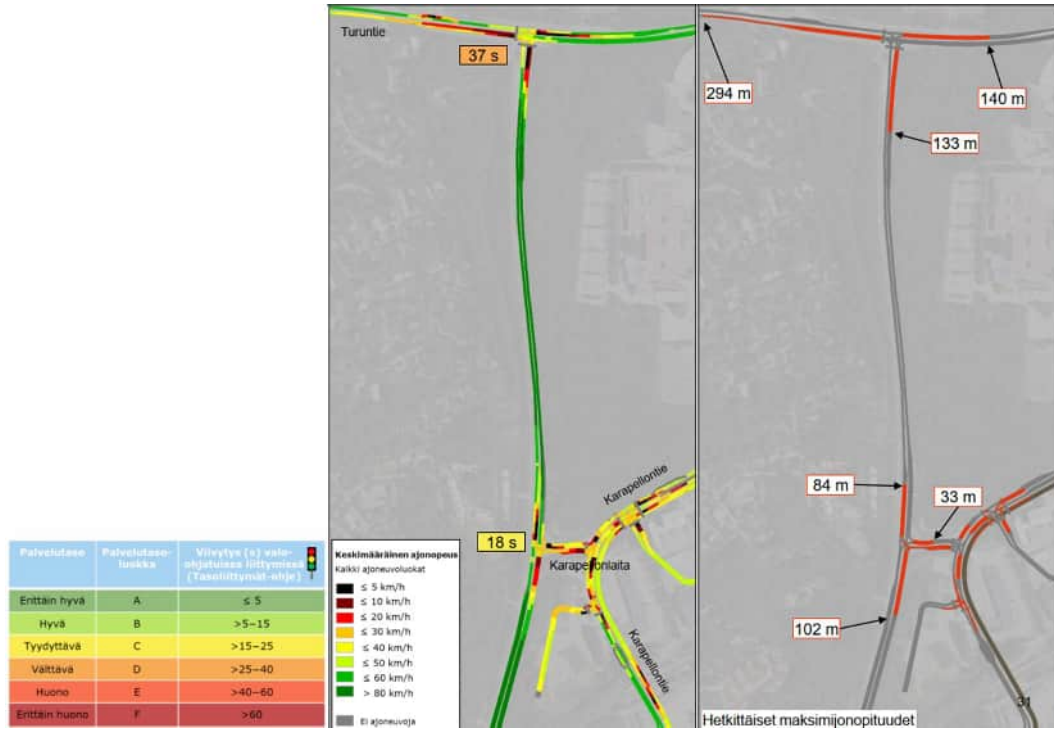 Palvelutaso
Palvelutaso-
luokka
Viivytys (s) valo-
ohjatuissa liittymissä
(Tasoliittymät-ohje)
Erittäin hyvä A ≤ 5
Hyvä B >5–15
Tyydyttävä C >15–25
Välttävä D >25–40
Huono E >40–60
Erittäin huono F >60
Turuntie
37 s
Karapellontie
18 s
Karapellonlaita
Karapellontie
Keskimääräinen ajonopeus
Kaikki ajoneuvoluokat
≤ 5 km/h
≤ 10 km/h
≤ 20 km/h
≤ 30 km/h
≤ 40 km/h
≤ 50 km/h
≤ 60 km/h
> 80 km/h
Ei ajoneuvoja
294 m
140 m
133 m
84 m
33 m
102 m
31
Hetkittäiset maksimijonopituudet